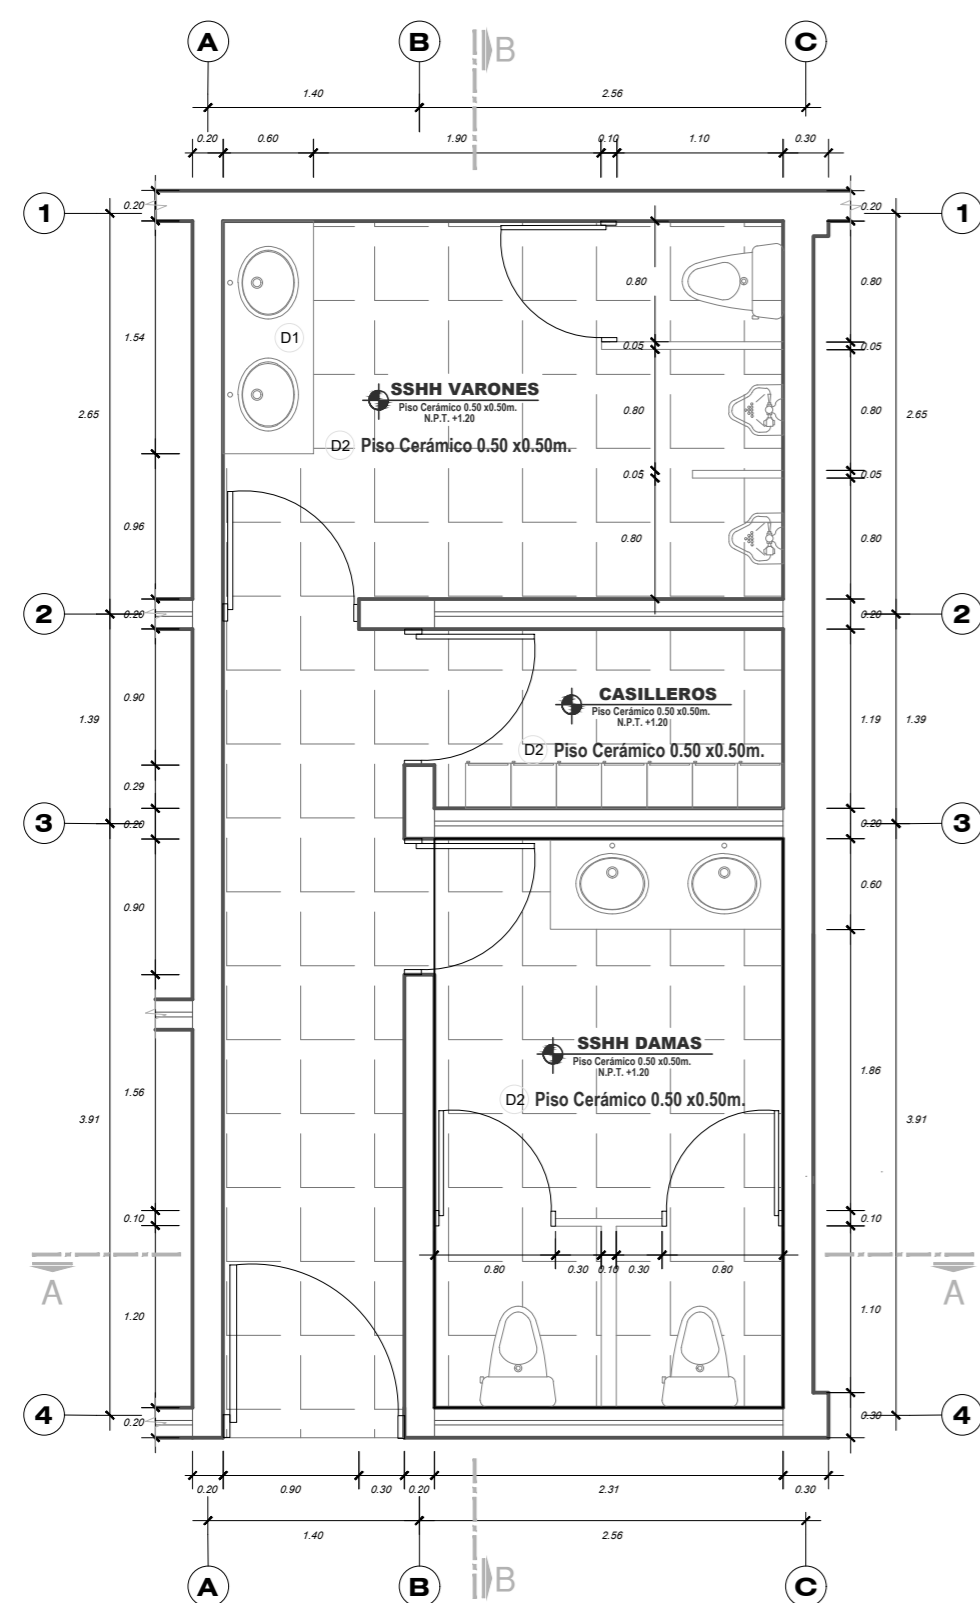 A B C
B
1.40 2.56
0.20 0.60 1.90 0.10 1.10 0.30
0.20 0.20
1 1
0.80 0.80
D1
1.54
0.05 0.05
SSHH VARONES
Piso Cerámico 0.50 x0.50m.
N.P.T. +1.20
2.65 0.80 0.80 2.65
D2 Piso Cerámico 0.50 x0.50m.
0.05 0.05
0.96 0.80 0.80
2 2
0.20 0.20
CASILLEROS
Piso Cerámico 0.50 x0.50m.
N.P.T. +1.20
0.90
1.39 1.19 1.39
D2 Piso Cerámico 0.50 x0.50m.
0.29
3 3
0.20 0.20
0.60
0.90
SSHH DAMAS
Piso Cerámico 0.50 x0.50m.
N.P.T. +1.20
1.86
1.56
D2 Piso Cerámico 0.50 x0.50m.
3.91 3.91
0.10 0.10
0.80 0.30 0.10 0.30 0.80
A A
1.20 1.10
4 4
0.20 0.30
0.20 0.90 0.30 0.20 2.31 0.30
1.40 2.56
B
A B C